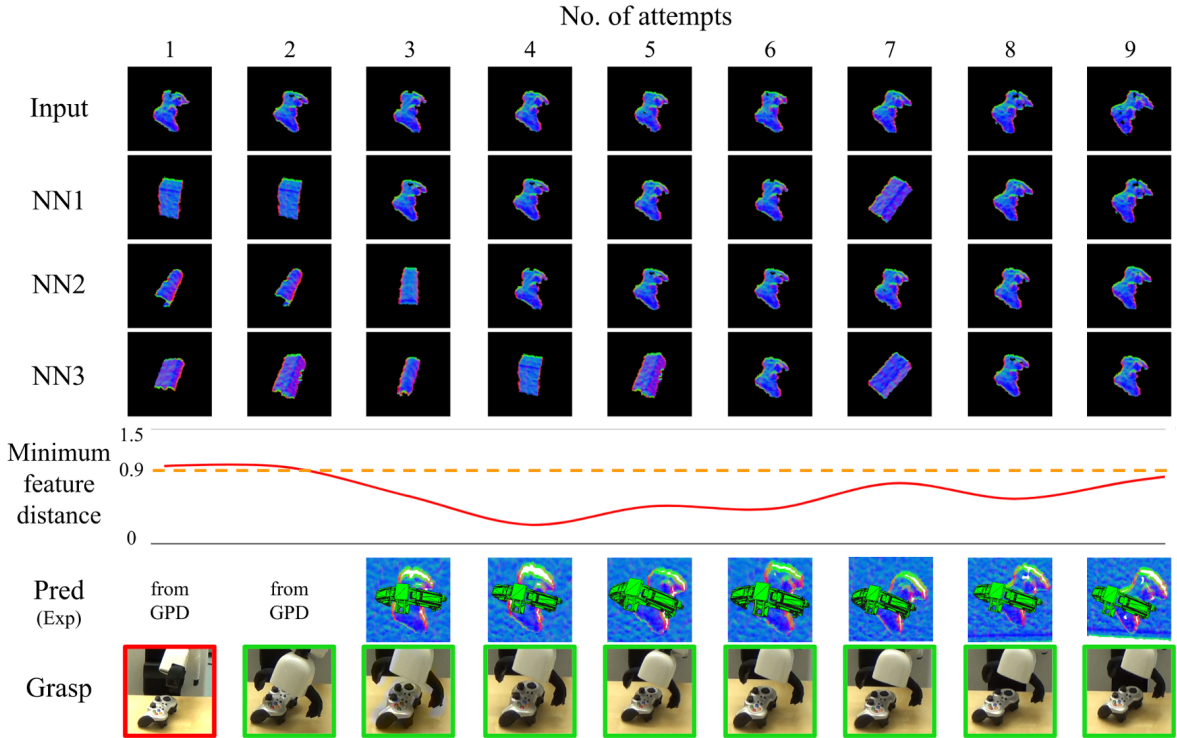 No. of attempts
1 2 3 4 5 6 7 8 9
Input
NN1
NN2
NN3
Minimum
feature
distance
1.5
0.9
0
Pred
(Exp)
from
GPD
from
GPD
Grasp